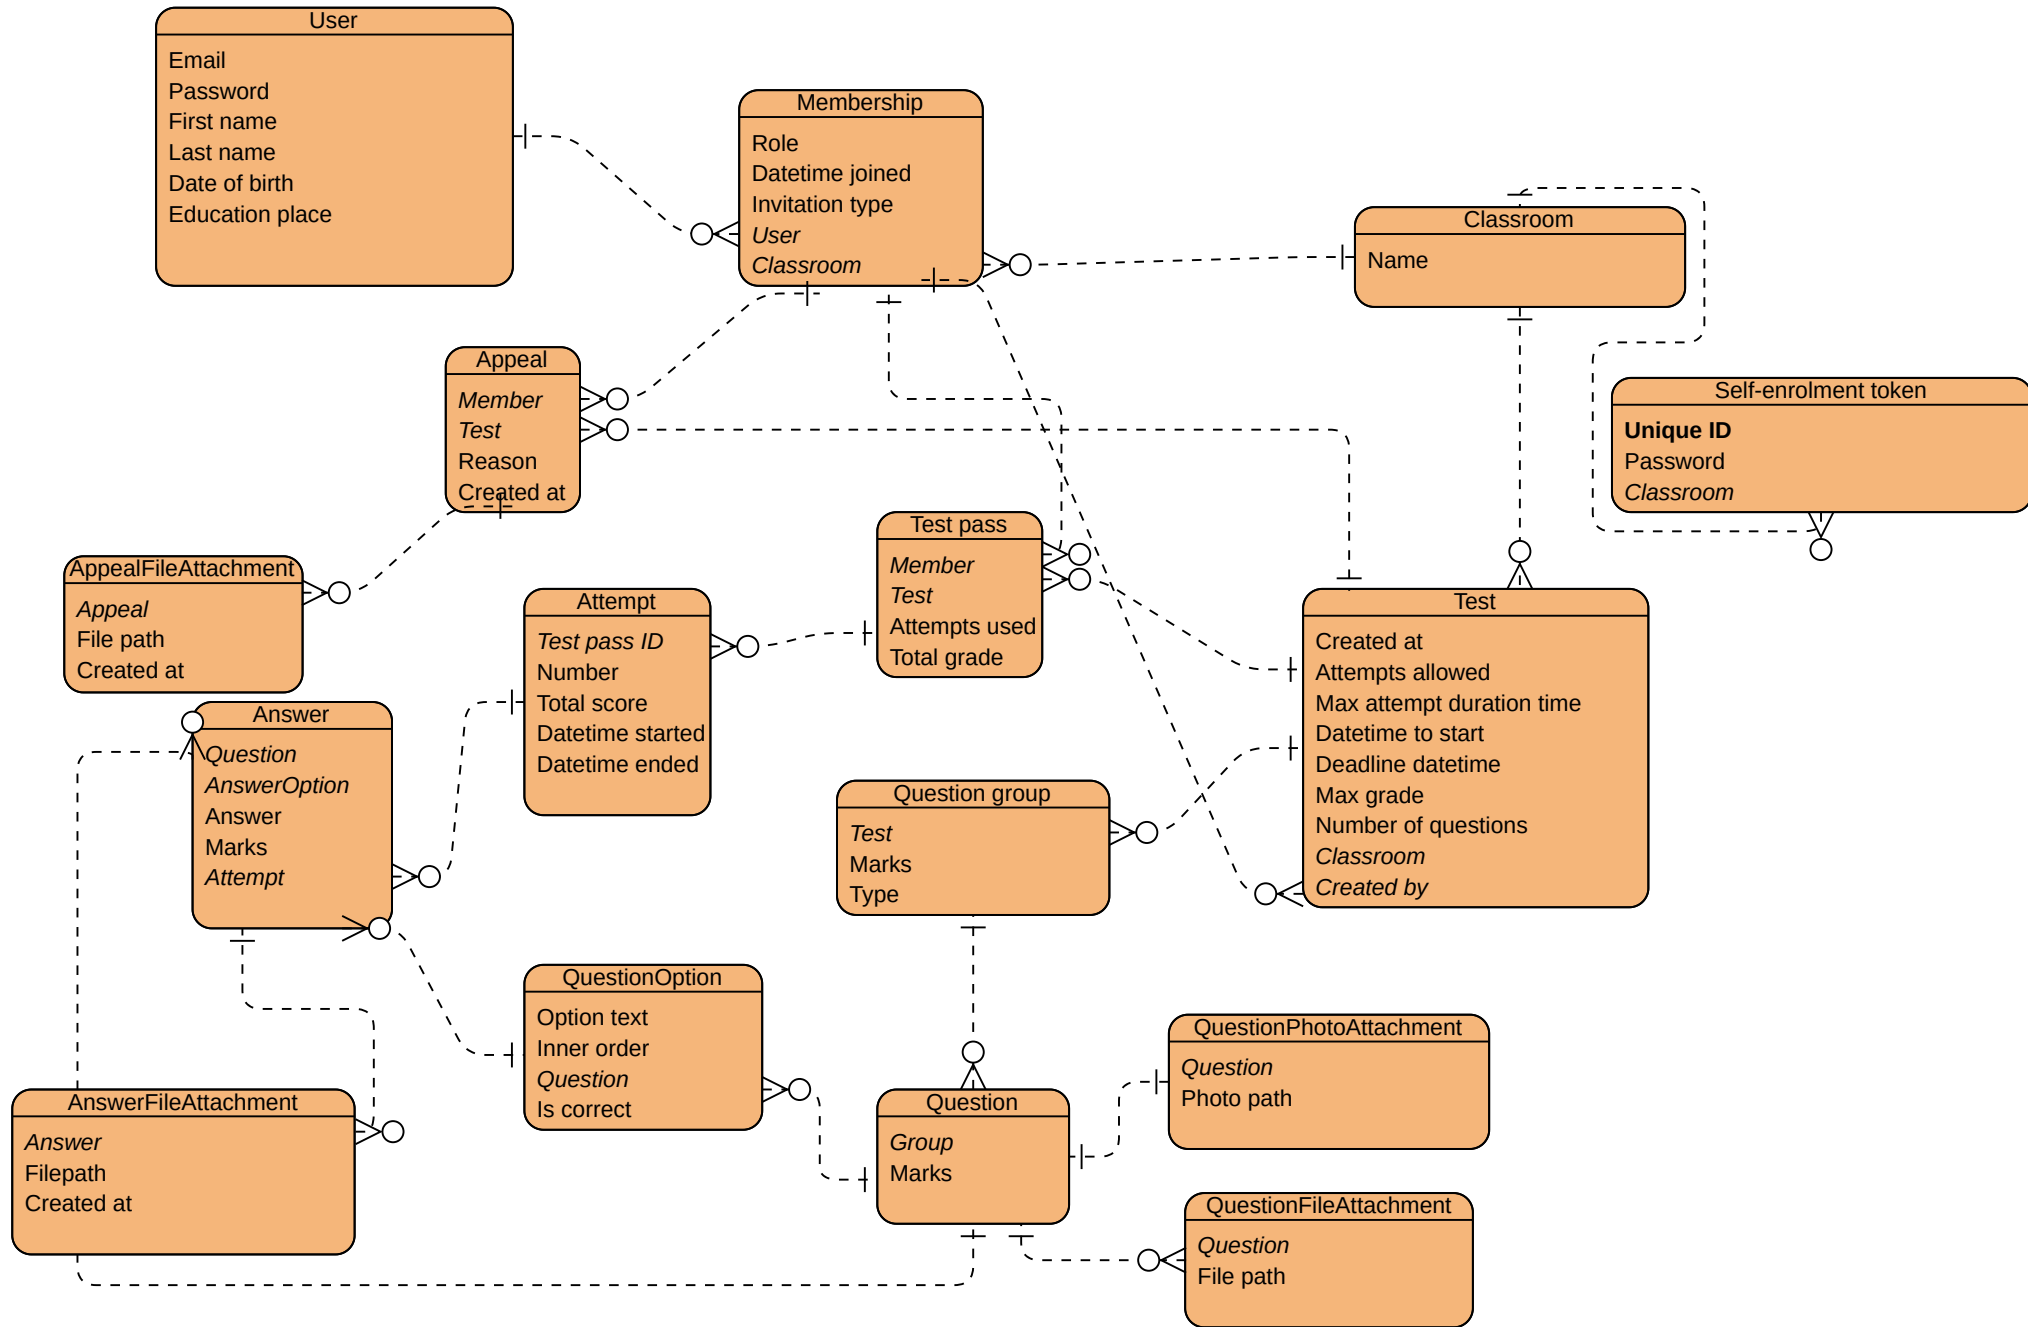 User
Email
Password
First name
Last name
Date of birth
Education place
Membership
Role
Datetime joined
Invitation type
User
Classroom
Classroom
Name
Appeal
Member
Test
Reason
Created at
Self-enrolment token
Unique ID
Password
Classroom
Test pass
Member
Test
Attempts used
Total grade
AppealFileAttachment
Appeal
File path
Created at
Attempt
Test pass ID
Number
Total score
Datetime started
Datetime ended
Test
Created at
Attempts allowed
Max attempt duration time
Datetime to start
Deadline datetime
Max grade
Number of questions
Classroom
Created by
Answer
Question
AnswerOption
Answer
Marks
Attempt
Question group
Test
Marks
Type
QuestionOption
Option text
Inner order
Question
Is correct
QuestionPhotoAttachment
Question
Photo path
AnswerFileAttachment
Answer
Filepath
Created at
Question
Group
Marks
QuestionFileAttachment
Question
File path